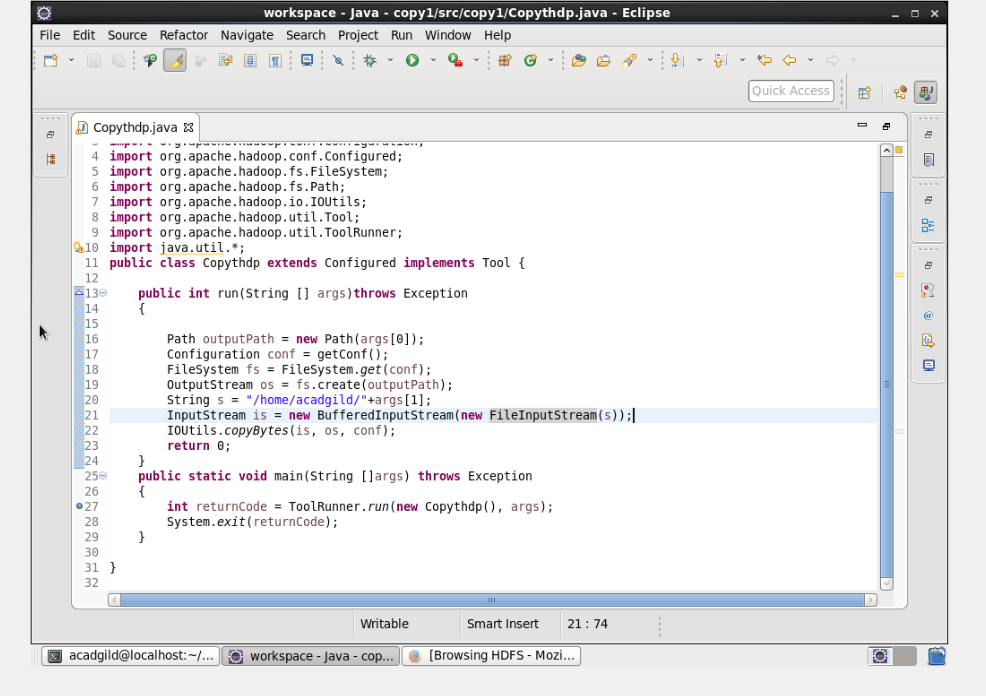 workspace - Java - copy1/src/copy1/Copythdp.java - Eclipse
File Edit Source Refactor Navigate Search Project Run Window Help
Quick Access
Copythdp.java
3 import org.apache.hadoop.conf.Configuration;
4 import org.apache.hadoop.conf.Configured;
5 import org.apache.hadoop.fs.FileSystem;
6 import org.apache.hadoop.fs.Path;
7 import org.apache.hadoop.io.IOUtils;
8 import org.apache.hadoop.util.Tool;
9 import org.apache.hadoop.util.ToolRunner;
10 import java.util.*;
11 public class Copythdp extends Configured implements Tool {
12
13 public int run(String [] args)throws Exception
14 {
15
16 Path outputPath = new Path(args[0]);
17 Configuration conf = getConf();
18 FileSystem fs = FileSystem.get(conf);
19 OutputStream os = fs.create(outputPath);
20 String s = "/home/acadgild/"+args[1];
21 InputStream is = new BufferedInputStream(new FileInputStream(s));
22 IOUtils.copyBytes(is, os, conf);
23 return 0;
24 }
25 public static void main(String []args) throws Exception
26 {
27 int returnCode = ToolRunner.run(new Copythdp(), args);
28 System.exit(returnCode);
29 }
30
31 }
32
Writable Smart Insert 21 : 74
acadgild@localhost:~/... workspace - Java - cop... [Browsing HDFS - Mozi...